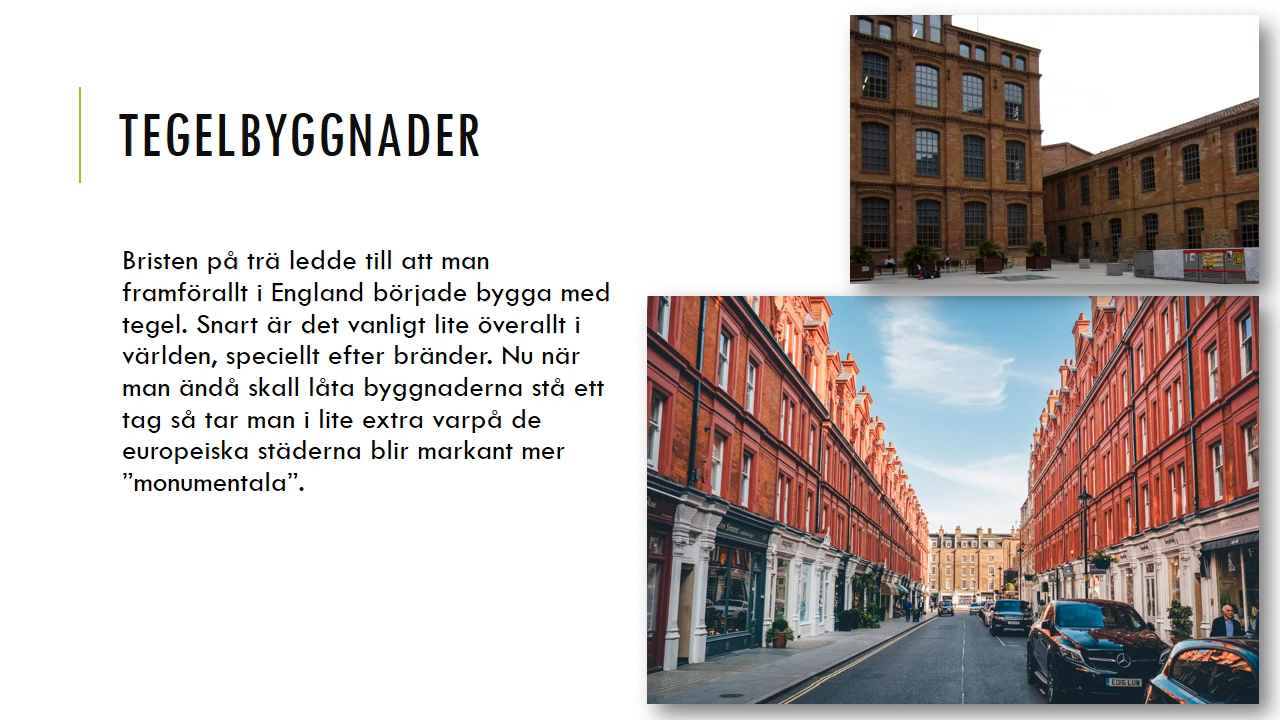 TEGELBYGGNADER
Bristen på trä ledde till att man
framförallt i England började bygga med
tegel. Snart är det vanligt lite överallt i
världen, speciellt efter bränder. Nu när
man ändå skall låta byggnaderna stå ett
tag så tar man i lite extra varpå de
europeiska städerna blir markant mer
”monumentala”.
EO16 LUW